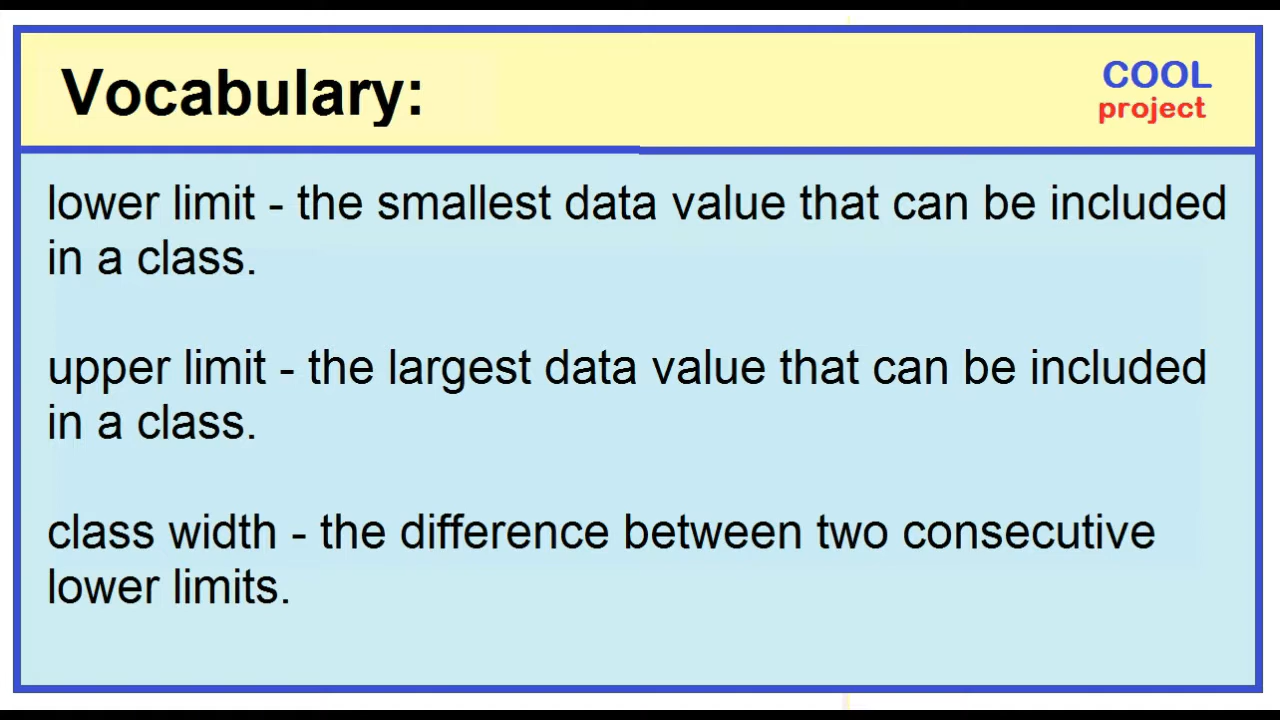 Vocabulary:
COOL
project
lower limit - the smallest data value that can be included
in a class.
upper limit - the largest data value that can be included
in a class.
class width - the difference between two consecutive
lower limits.